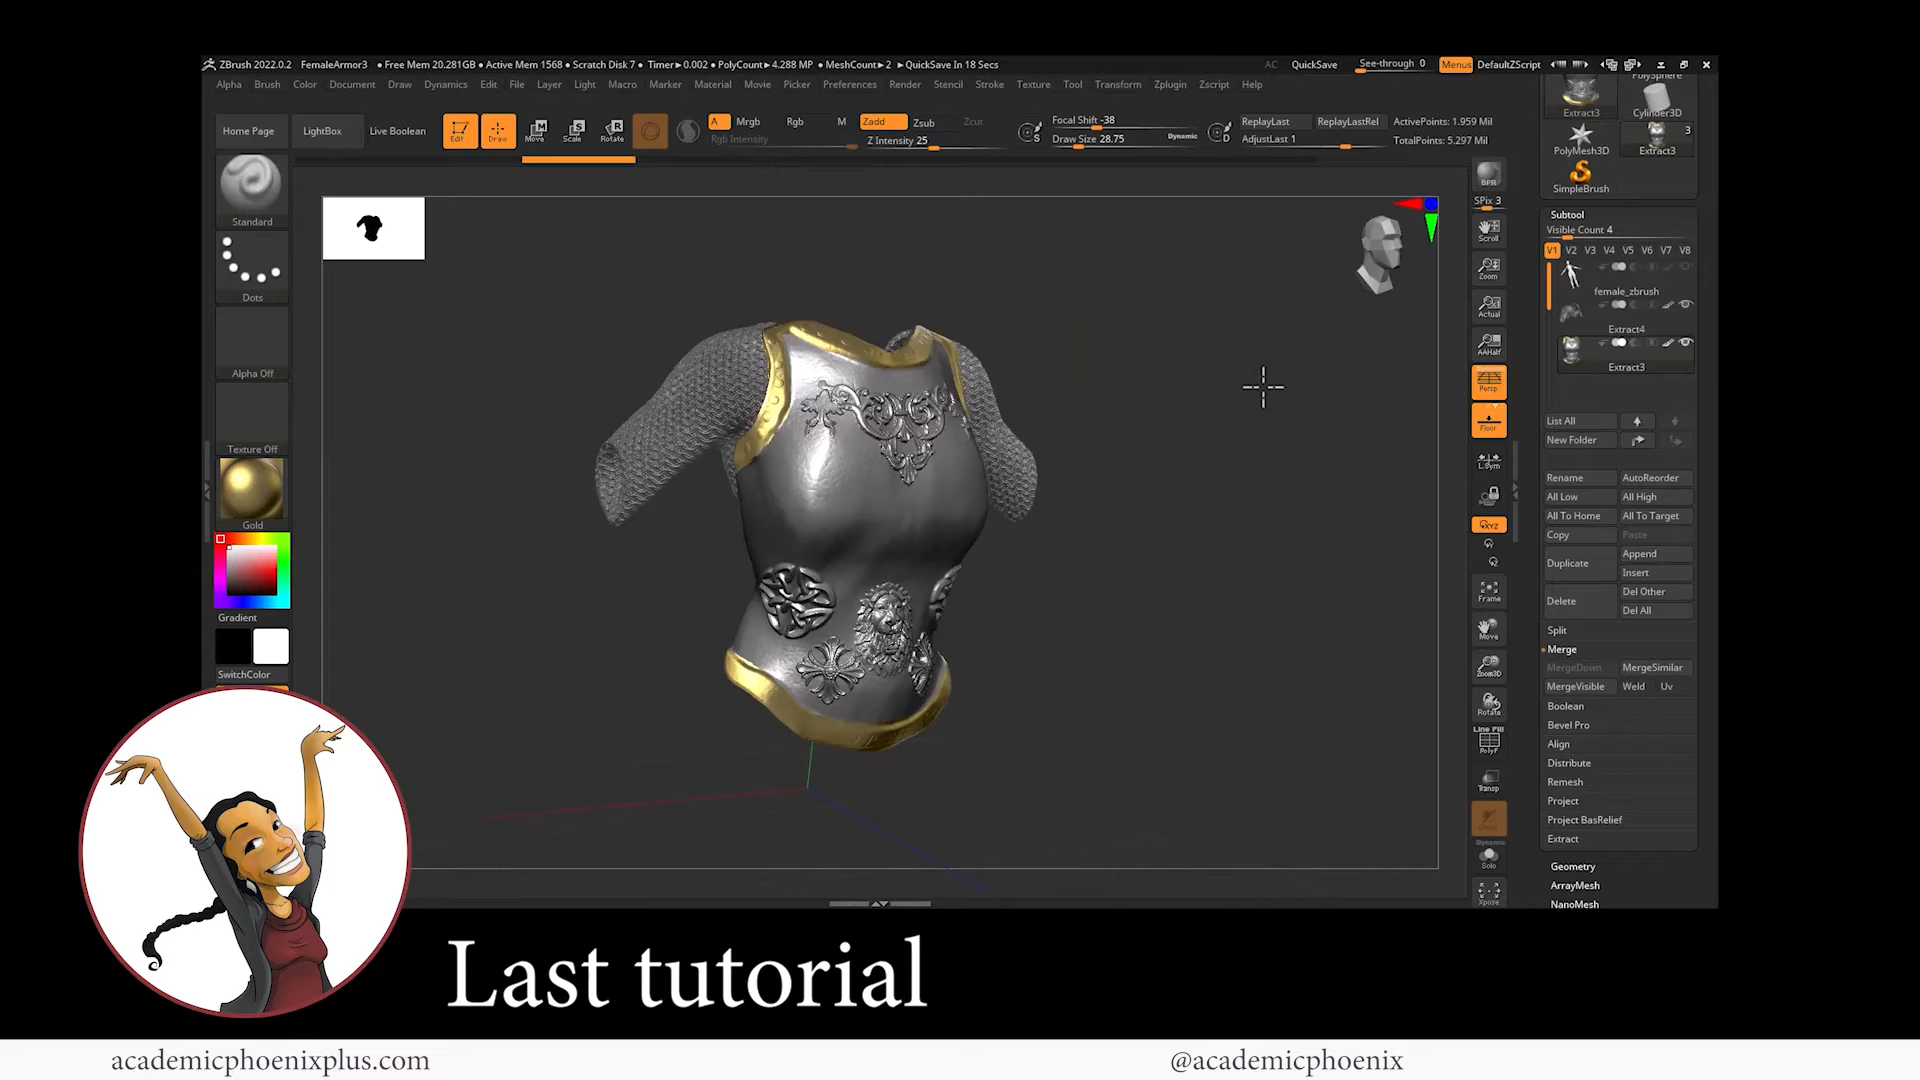 ZBrush 2022.0.2 FemaleArmor3 • Free Mem 20.281GB • Active Mem 1568 • Scratch Disk 7 • Timer▸0.002 • PolyCount▸4.288 MP • MeshCount▸2 ▸QuickSave In 18 Secs AC QuickSave See-through 0 Menus DefaultZScript
Alpha Brush Color Document Draw Dynamics Edit File Layer Light Macro Marker Material Movie Picker Preferences Render Stencil Stroke Texture Tool Transform Zplugin Zscript Help
Home Page LightBox Live Boolean Edit Draw Move Scale Rotate
A Mrgb Rgb M Zadd Zsub Zcut
Rgb Intensity Z Intensity 25
Focal Shift -38
Draw Size 28.75 Dynamic
ReplayLast ReplayLastRel ActivePoints: 1.959 Mil
AdjustLast 1 TotalPoints: 5.297 Mil
Standard
Dots
Alpha Off
Texture Off
Gold
Gradient
SwitchColor
BPR
SPix 3
Scroll
Zoom
Actual
AAHalf
Dynamic
Persp
Floor
L.Sym
XYZ
Frame
Move
Zoom3D
Rotate
Line Fill
PolyF
Transp
Dynamic
Solo
Xpose
PolySphere
Extract3 Cylinder3D
3
PolyMesh3D Extract3
SimpleBrush
Subtool
Visible Count 4
V1 V2 V3 V4 V5 V6 V7 V8
female_zbrush
Extract4
Extract3
List All
New Folder
Rename AutoReorder
All Low All High
All To Home All To Target
Copy Paste
Duplicate Append
Insert
Delete Del Other
Del All
Split
Merge
MergeDown MergeSimilar
MergeVisible Weld Uv
Boolean
Bevel Pro
Align
Distribute
Remesh
Project
Project BasRelief
Extract
Geometry
ArrayMesh
NanoMesh
Last tutorial
academicphoenixplus.com @academicphoenix